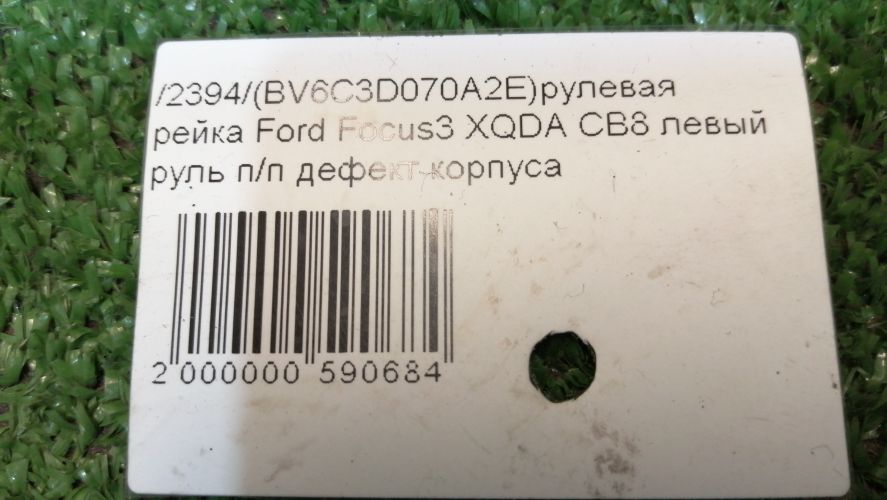 /2394/(BV6C3D070A2E)рулевая
рейка Ford Focus3 XQDA CB8 левый
руль п/п дефект корпуса
2 000000 590684